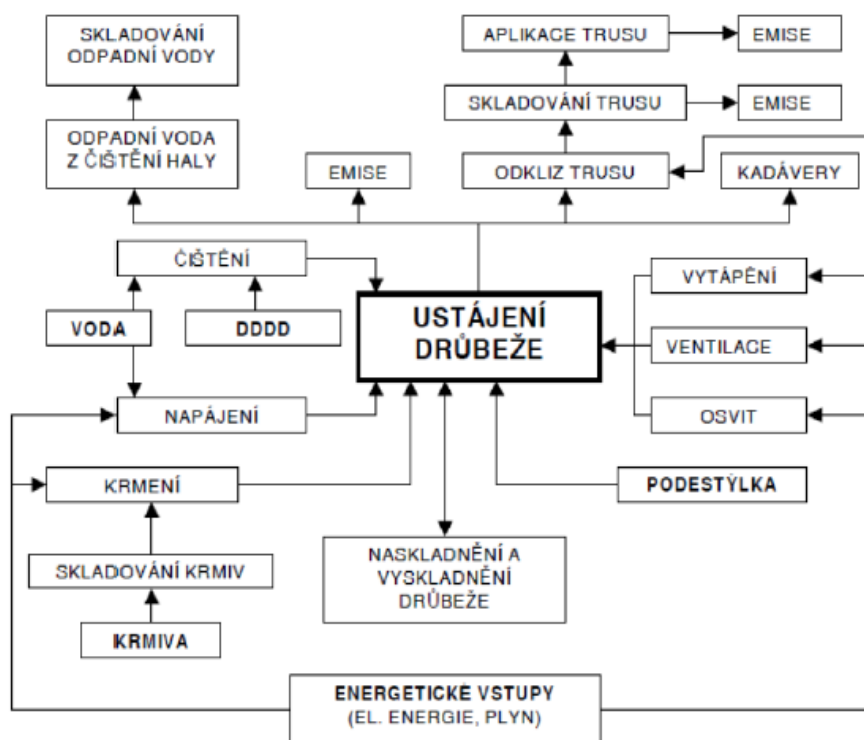 SKLADOVÁNÍ
ODPADNÍ VODY
APLIKACE TRUSU
EMISE
SKLADOVÁNÍ TRUSU
EMISE
ODPADNÍ VODA
Z ČIŠTĚNÍ HALY
EMISE
ODKLIZ TRUSU
KADÁVERY
ČIŠTĚNÍ
VYTÁPĚNÍ
VODA
DDDD
USTÁJENÍ
DRŮBEŽE
VENTILACE
NAPÁJENÍ
OSVIT
KRMENÍ
PODESTÝLKA
NASKLADNĚNÍ A
VYSKLADNĚNÍ
DRŮBEŽE
SKLADOVÁNÍ KRMIV
KRMIVA
ENERGETICKÉ VSTUPY
(EL. ENERGIE, PLYN)